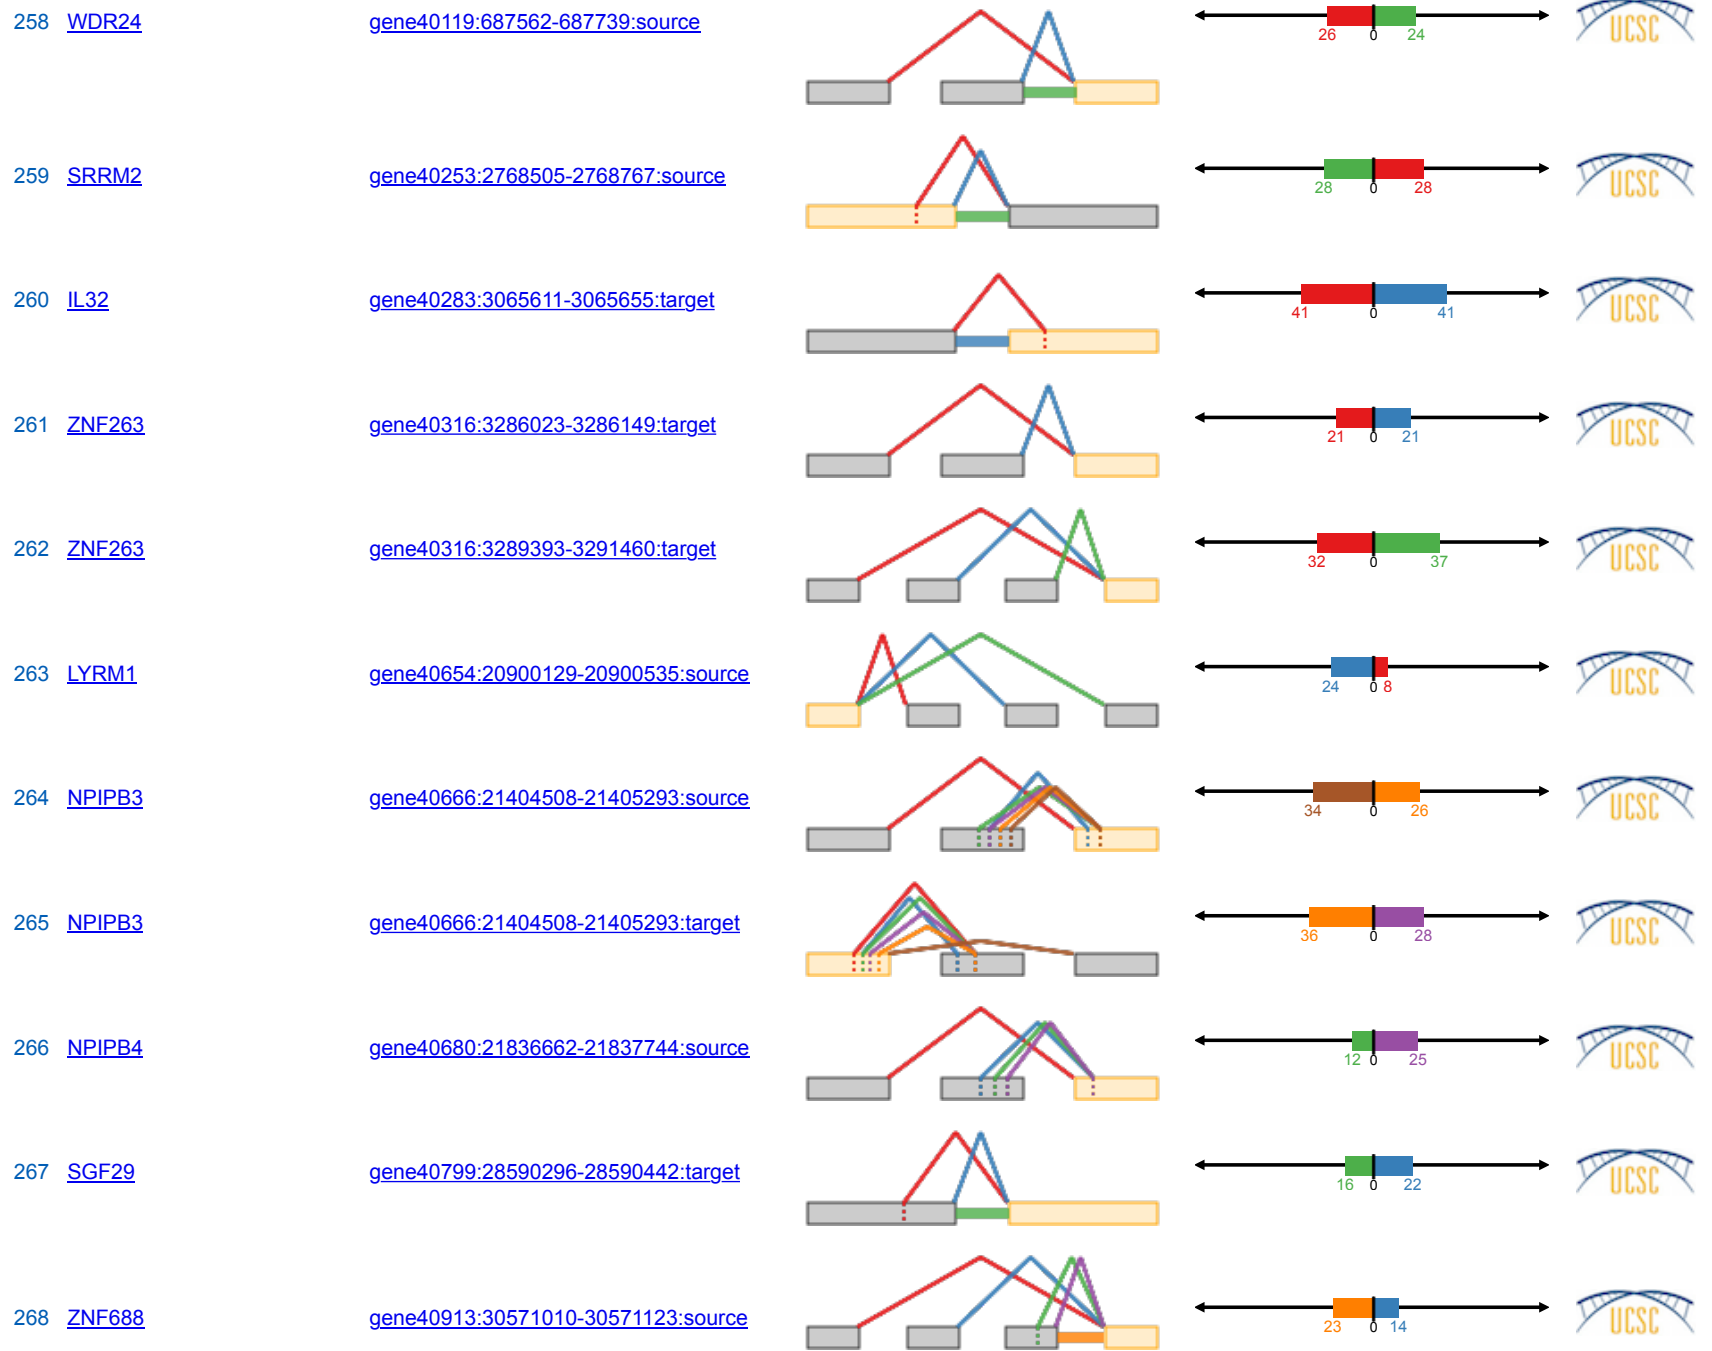 258 WDR24 gene40119:687562-687739:source 26 0 24 UCSC
259 SRRM2 gene40253:2768505-2768767:source 28 0 28 UCSC
260 IL32 gene40283:3065611-3065655:target 41 0 41 UCSC
261 ZNF263 gene40316:3286023-3286149:target 21 0 21 UCSC
262 ZNF263 gene40316:3289393-3291460:target 32 0 37 UCSC
263 LYRM1 gene40654:20900129-20900535:source 24 0 8 UCSC
264 NPIPB3 gene40666:21404508-21405293:source 34 0 26 UCSC
265 NPIPB3 gene40666:21404508-21405293:target 36 0 28 UCSC
266 NPIPB4 gene40680:21836662-21837744:source 12 0 25 UCSC
267 SGF29 gene40799:28590296-28590442:target 16 0 22 UCSC
268 ZNF688 gene40913:30571010-30571123:source 23 0 14 UCSC